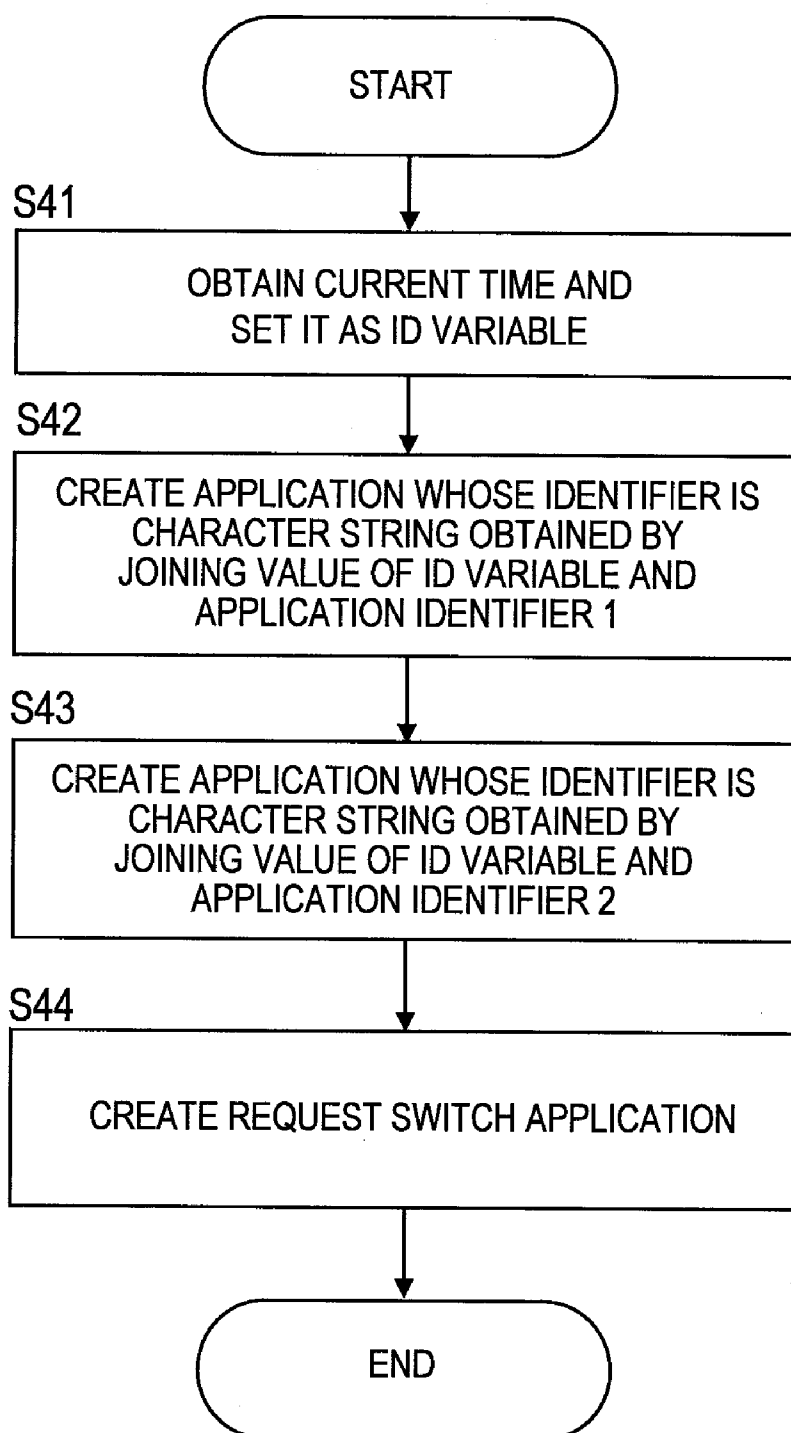 START
S41
OBTAIN CURRENT TIME AND
SET IT AS ID VARIABLE
S42
CREATE APPLICATION WHOSE IDENTIFIER IS
CHARACTER STRING OBTAINED BY
JOINING VALUE OF ID VARIABLE AND
APPLICATION IDENTIFIER 1
S43
CREATE APPLICATION WHOSE IDENTIFIER IS
CHARACTER STRING OBTAINED BY
JOINING VALUE OF ID VARIABLE AND
APPLICATION IDENTIFIER 2
S44
CREATE REQUEST SWITCH APPLICATION
END